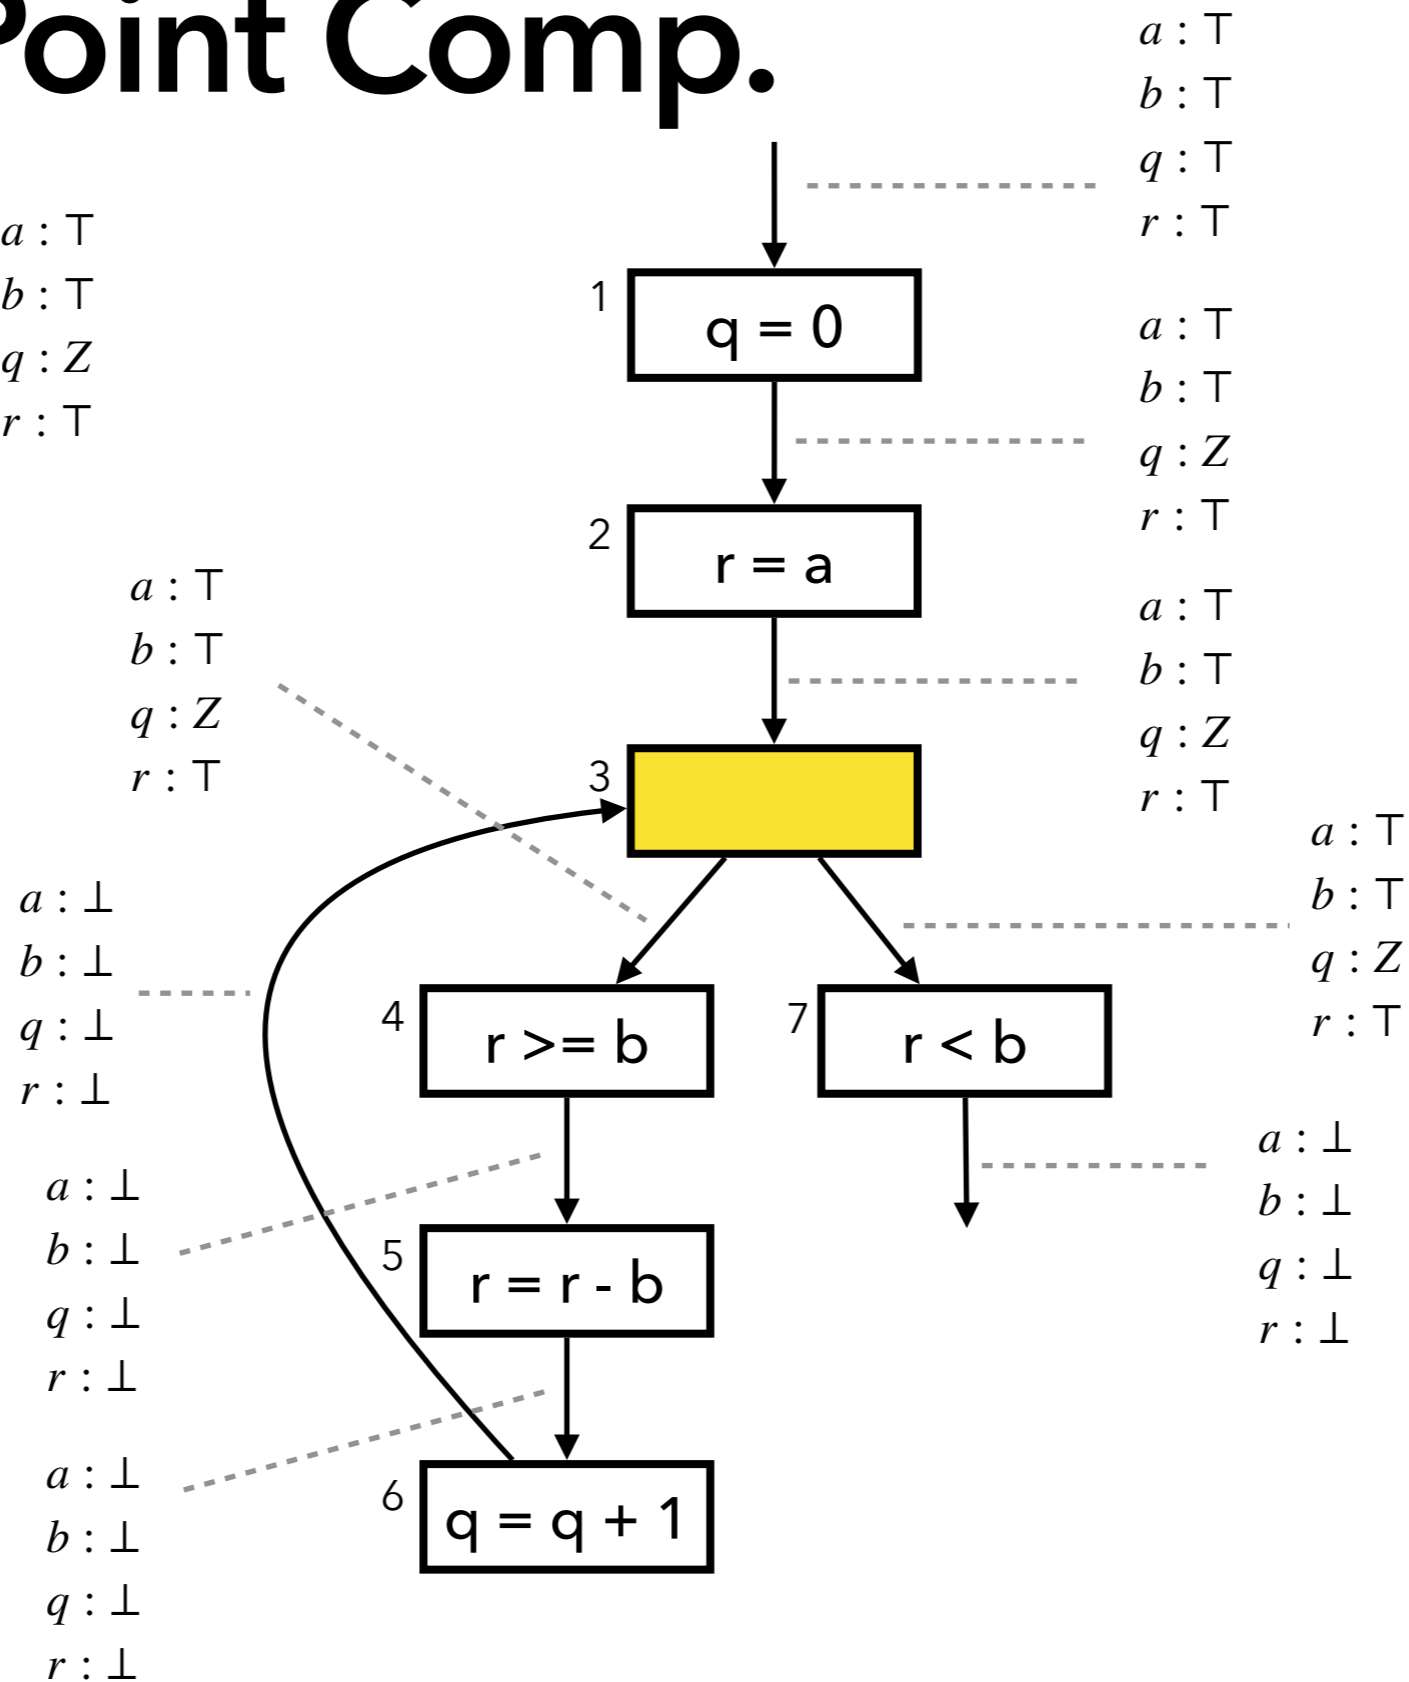 Point Comp.
a : ⊤
b : ⊤
q : ⊤
r : ⊤
a : ⊤
b : ⊤
q : Z
r : ⊤
1
q = 0
a : ⊤
b : ⊤
q : Z
r : ⊤
2
r = a
a : ⊤
b : ⊤
q : Z
r : ⊤
a : ⊤
b : ⊤
q : Z
r : ⊤
3
a : ⊤
b : ⊤
q : Z
r : ⊤
a : ⊥
b : ⊥
q : ⊥
r : ⊥
4
r >= b
7
r < b
a : ⊥
b : ⊥
q : ⊥
r : ⊥
a : ⊥
b : ⊥
q : ⊥
r : ⊥
5
r = r - b
a : ⊥
b : ⊥
q : ⊥
r : ⊥
6
q = q + 1